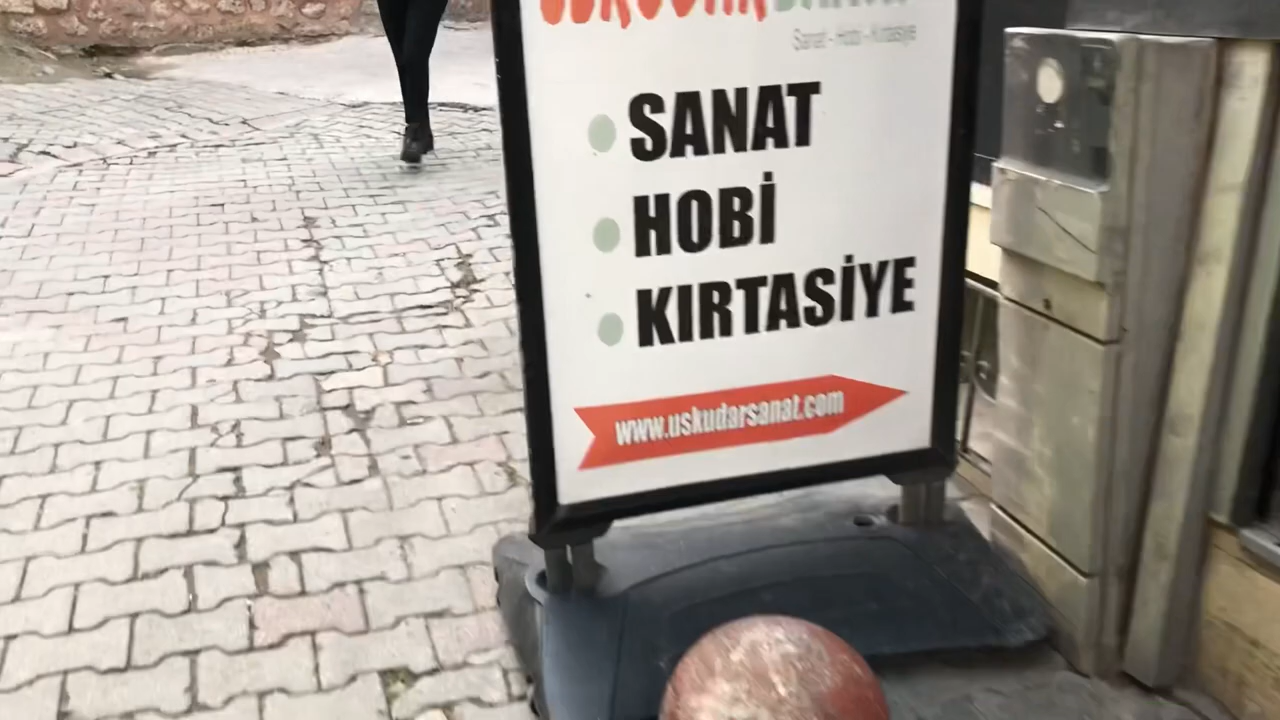 Sanat - Hobi - Kırtasiye
SANAT
HOBİ
KIRTASİYE
www.uskudarsanat.com